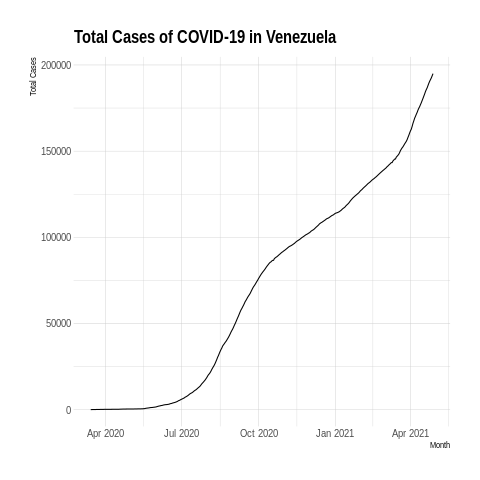 Total Cases of COVID-19 in Venezuela
Total Cases
200000
150000
100000
50000
0
Apr 2020 Jul 2020 Oct 2020 Jan 2021 Apr 2021
Month